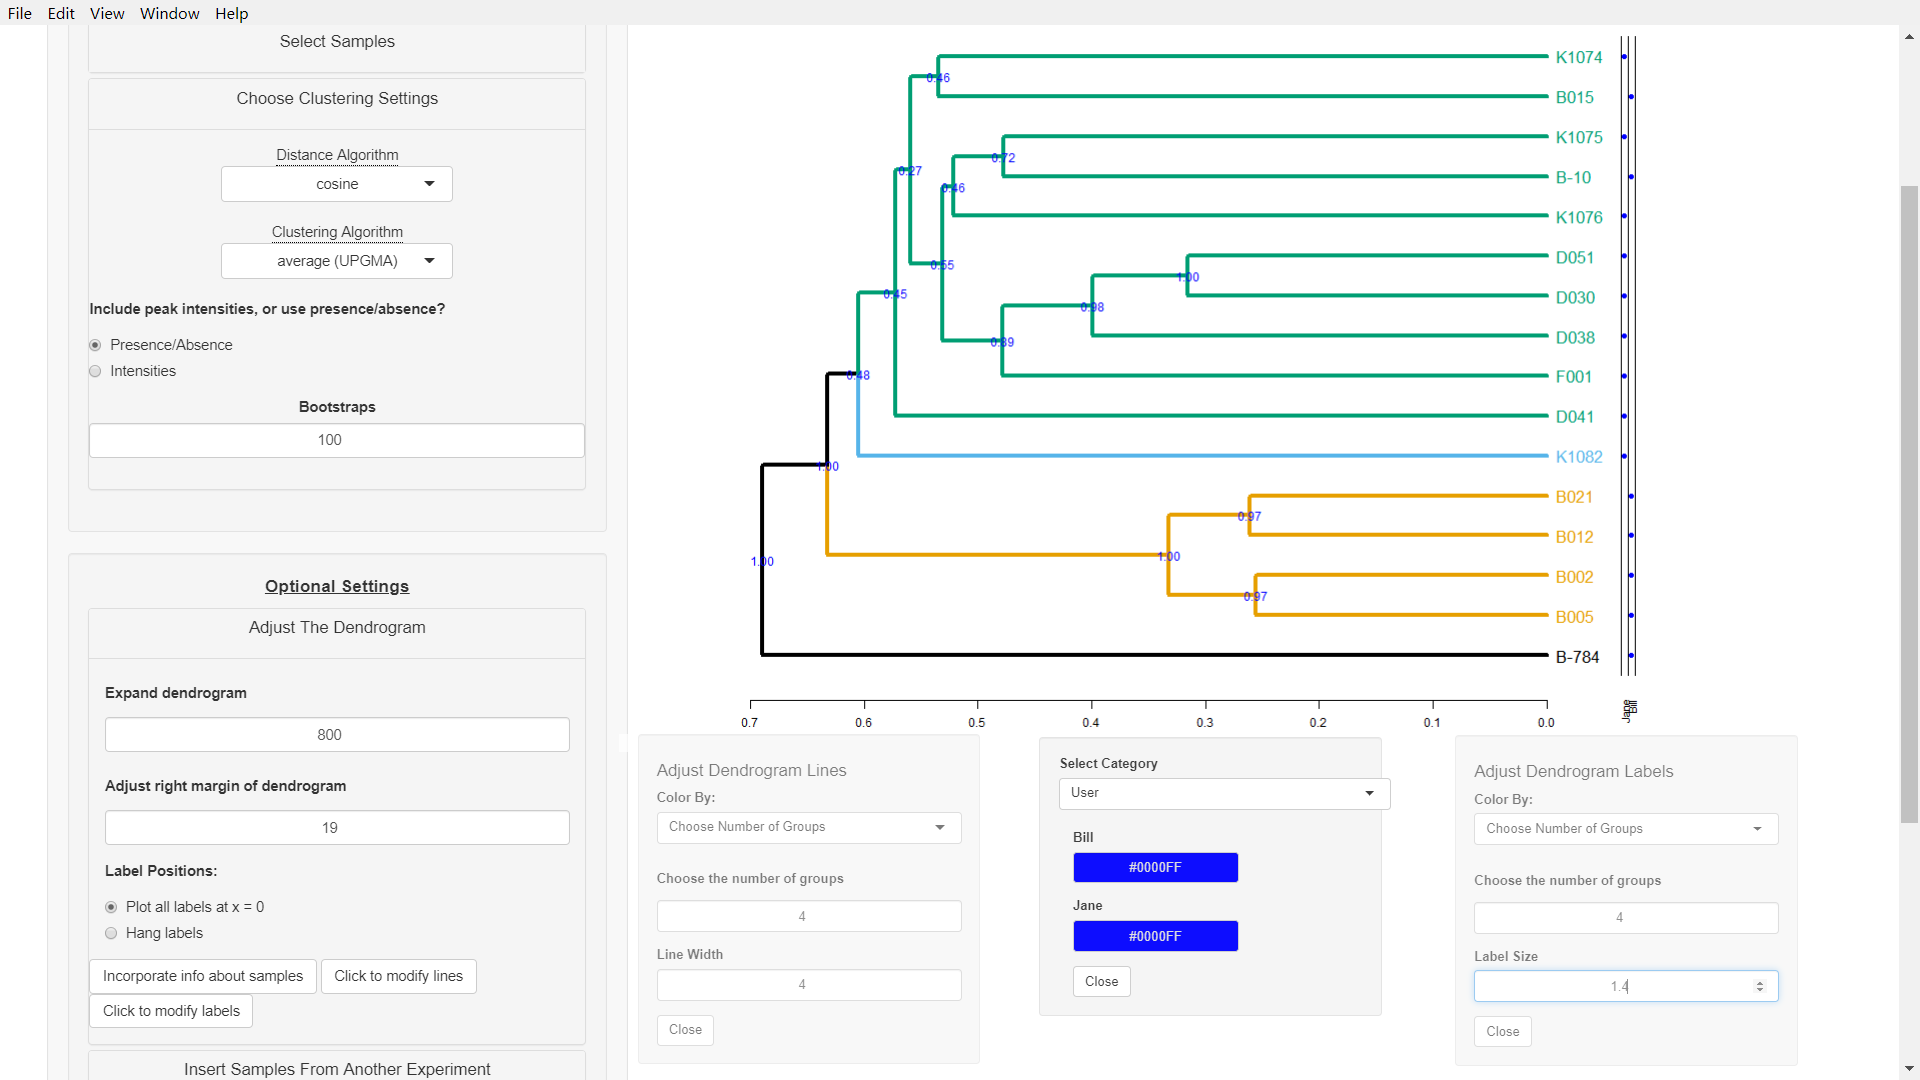 File Edit View Window Help
Select Samples
Choose Clustering Settings
Distance Algorithm
cosine
Clustering Algorithm
average (UPGMA)
Include peak intensities, or use presence/absence?
Presence/Absence
Intensities
Bootstraps
100
Optional Settings
Adjust The Dendrogram
Expand dendrogram
800
Adjust right margin of dendrogram
19
Label Positions:
Plot all labels at x = 0
Hang labels
Incorporate info about samples
Click to modify lines
Click to modify labels
Insert Samples From Another Experiment
K1074
0.46
B015
K1075
0.72
0.27
B-10
0.46
K1076
D051
0.55
1.00
0.45
D030
0.98
D038
0.89
0.48
F001
D041
K1082
1.00
B021
0.97
B012
1.00
1.00
B002
0.97
B005
B-784
0.7 0.6 0.5 0.4 0.3 0.2 0.1 0.0
Jane
Bill
Adjust Dendrogram Lines
Color By:
Choose Number of Groups
Choose the number of groups
4
Line Width
4
Close
Select Category
User
Bill
#0000FF
Jane
#0000FF
Close
Adjust Dendrogram Labels
Color By:
Choose Number of Groups
Choose the number of groups
4
Label Size
1.4
Close